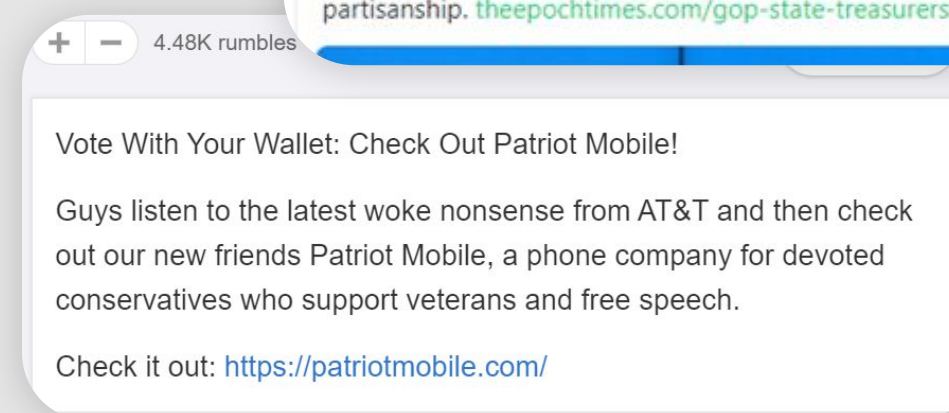 partisanship. theepochtimes.com/gop-state-treasurers
+ − 4.48K rumbles
Vote With Your Wallet: Check Out Patriot Mobile!
Guys listen to the latest woke nonsense from AT&T and then check
out our new friends Patriot Mobile, a phone company for devoted
conservatives who support veterans and free speech.
Check it out: https://patriotmobile.com/